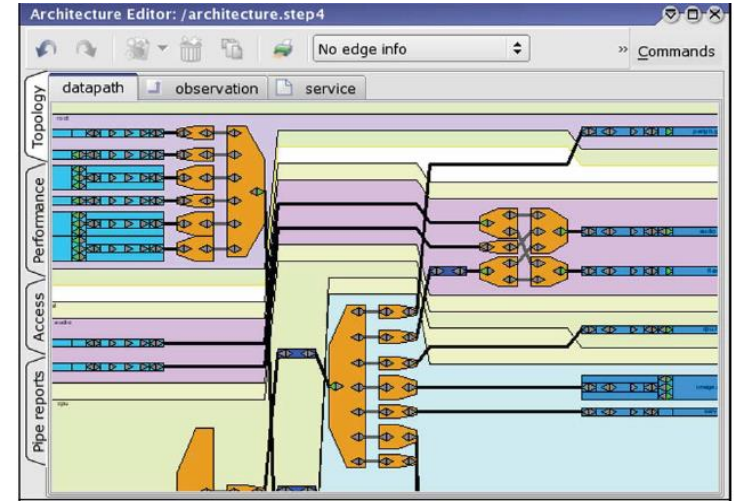 Architecture Editor: /architecture.step4
No edge info
» Commands
datapath
observation
service
Topology
Performance
Access
Pipe reports